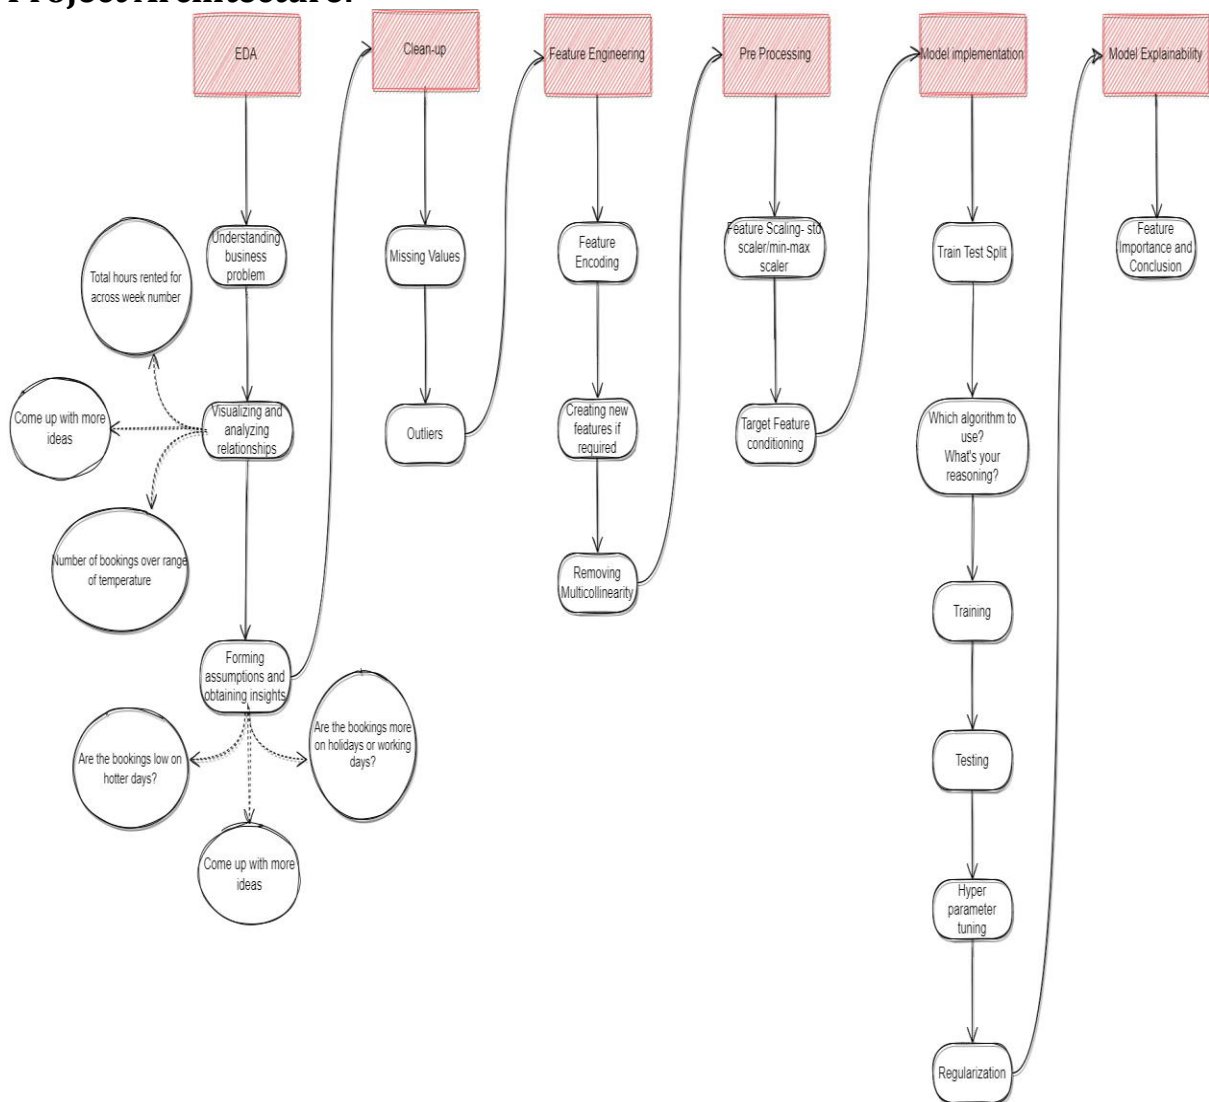 Project Architecture:
EDA
Clean-up
Feature Engineering
Pre Processing
Model implementation
Model Explainability
Understanding
business
problem
Total hours rented for
across week number
Visualizing and
analyzing
relationships
Come up with more
ideas
Number of bookings over range
of temperature
Forming
assumptions and
obtaining insights
Are the bookings low on
hotter days?
Come up with more
ideas
Are the bookings more
on holidays or working
days?
Missing Values
Outliers
Feature
Encoding
Creating new
features if
required
Removing
Multicollinearity
Feature Scaling- std
scaler/min-max
scaler
Target Feature
conditioning
Train Test Split
Which algorithm to
use?
What's your
reasoning?
Training
Testing
Hyper
parameter
tuning
Regularization
Feature
Importance and
Conclusion